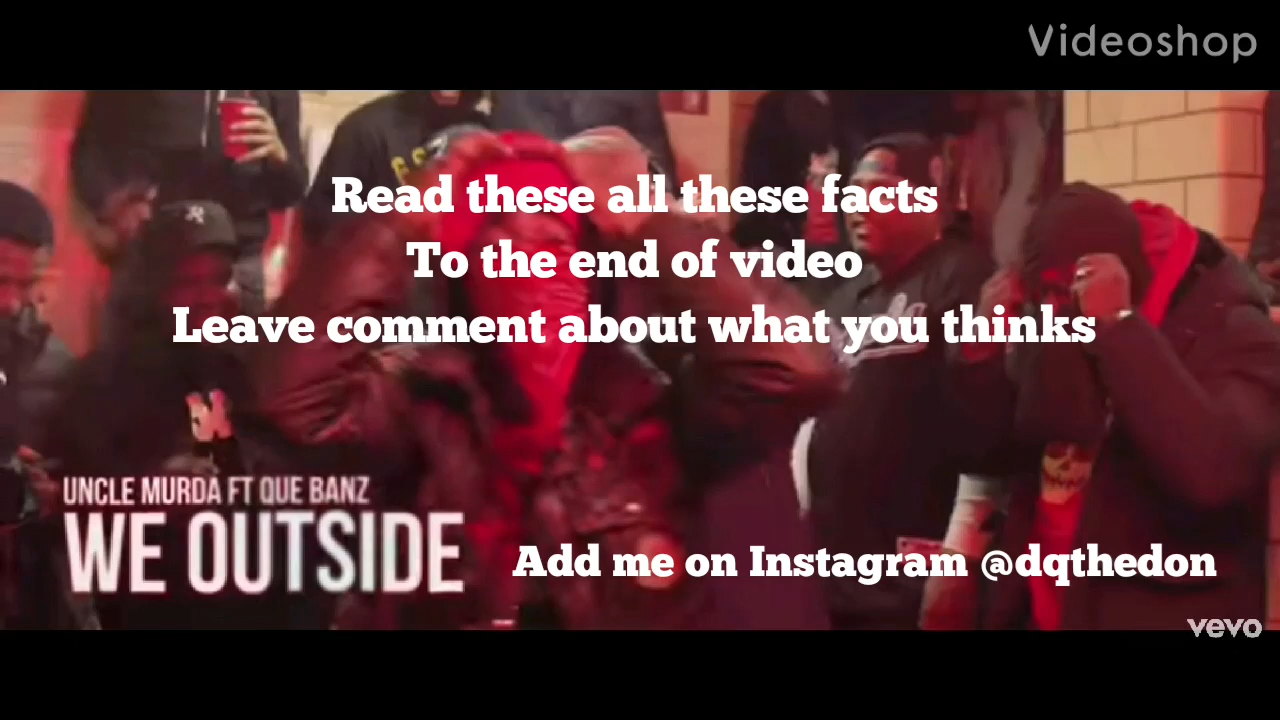 Videoshop
Read these all these facts
To the end of video
Leave comment about what you thinks
UNCLE MURDA FT QUE BANZ
WE OUTSIDE
Add me on Instagram @dqthedon
vevo